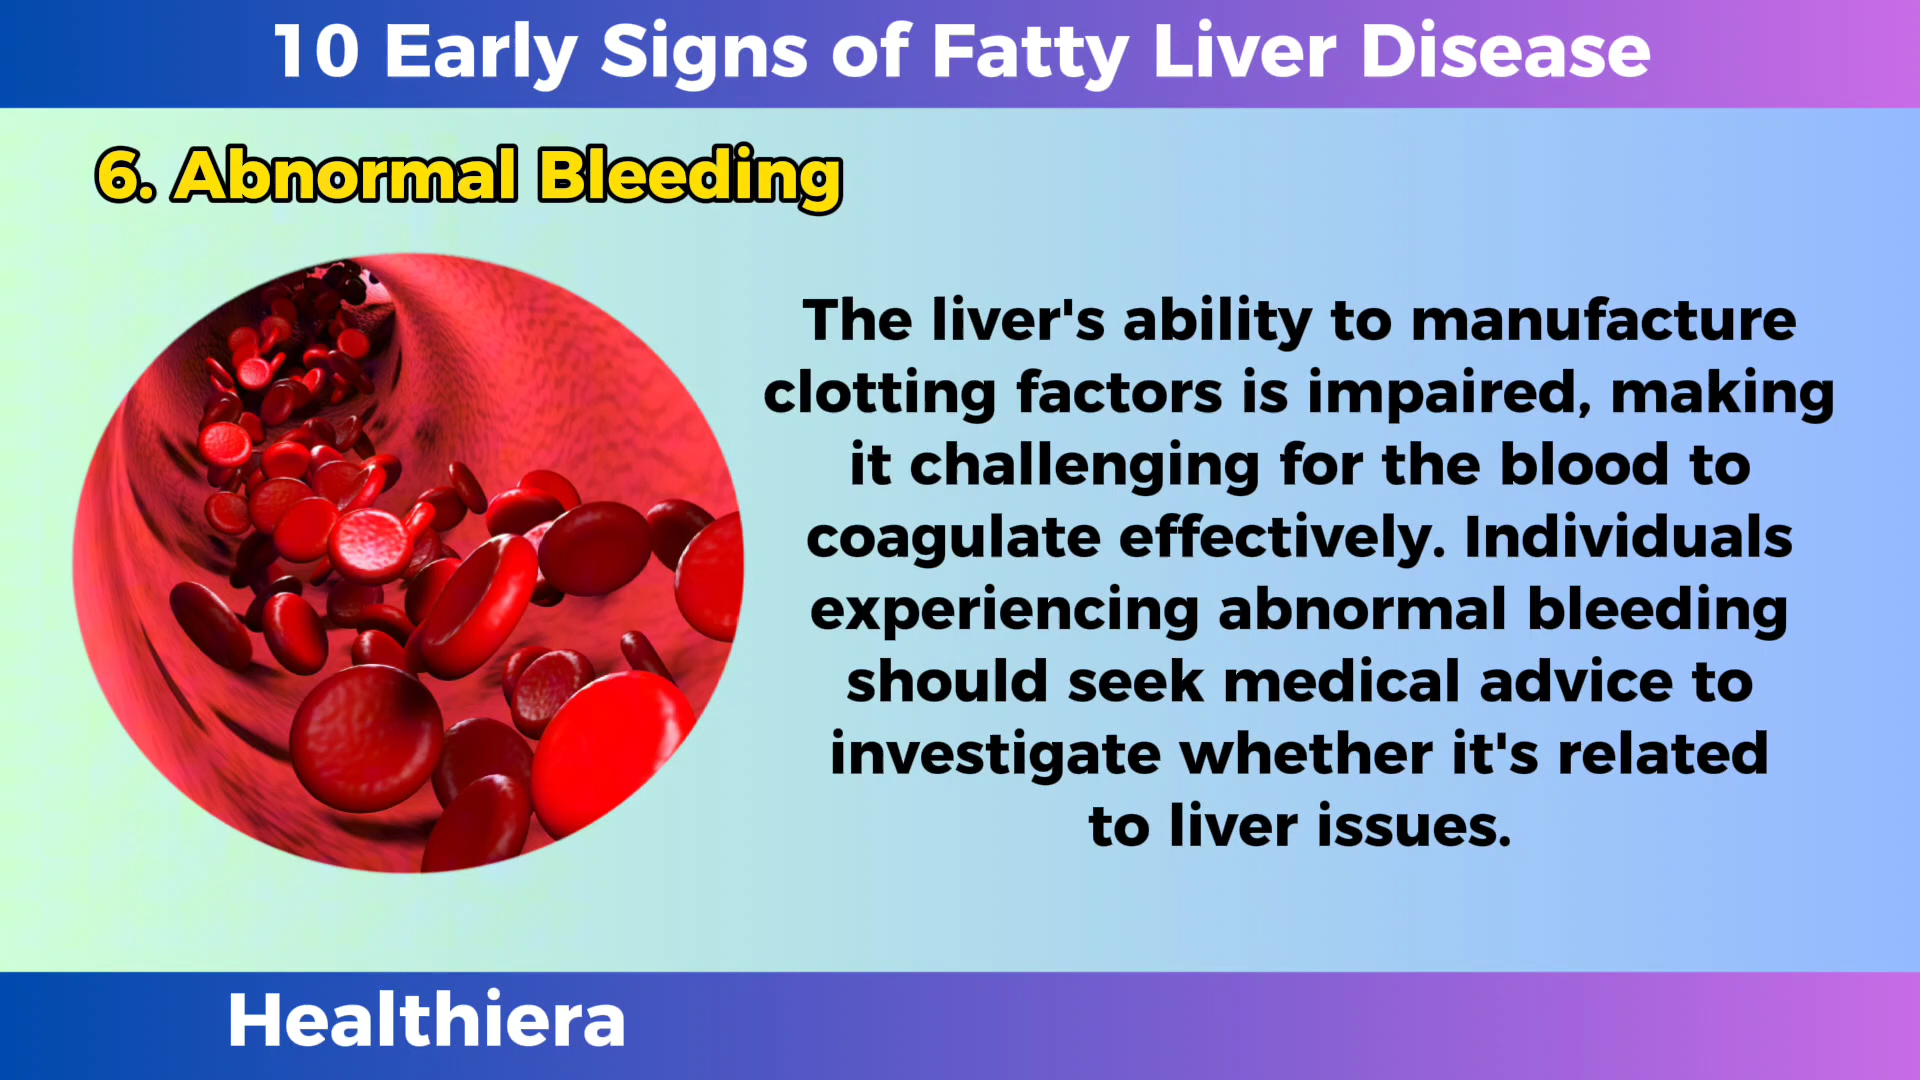 10 Early Signs of Fatty Liver Disease
6. Abnormal Bleeding
The liver's ability to manufacture
clotting factors is impaired, making
it challenging for the blood to
coagulate effectively. Individuals
experiencing abnormal bleeding
should seek medical advice to
investigate whether it's related
to liver issues.
Healthiera